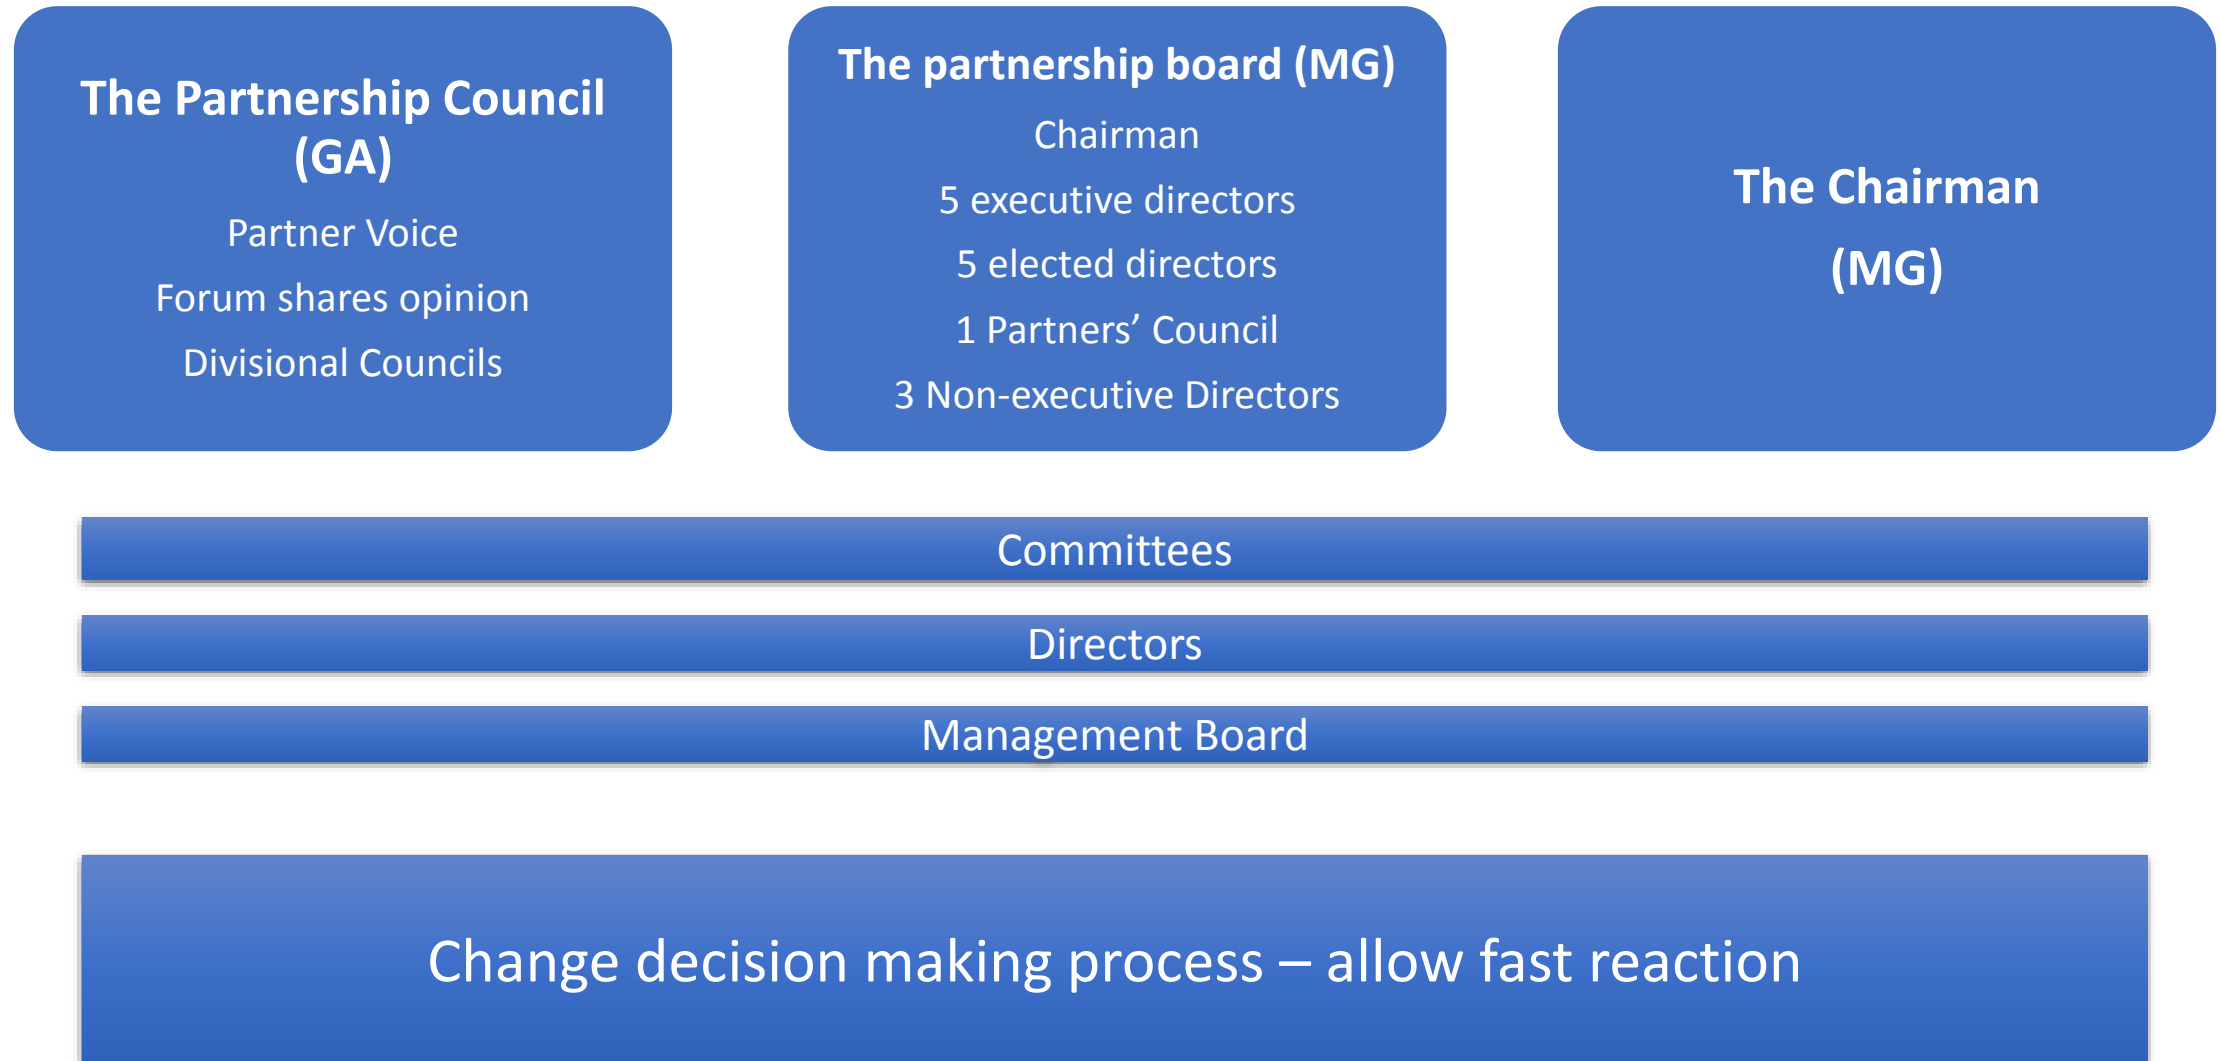 The Partnership Council
(GA)
Partner Voice
Forum shares opinion
Divisional Councils
The partnership board (MG)
Chairman
5 executive directors
5 elected directors
1 Partners’ Council
3 Non-executive Directors
The Chairman
(MG)
Committees
Directors
Management Board
Change decision making process – allow fast reaction